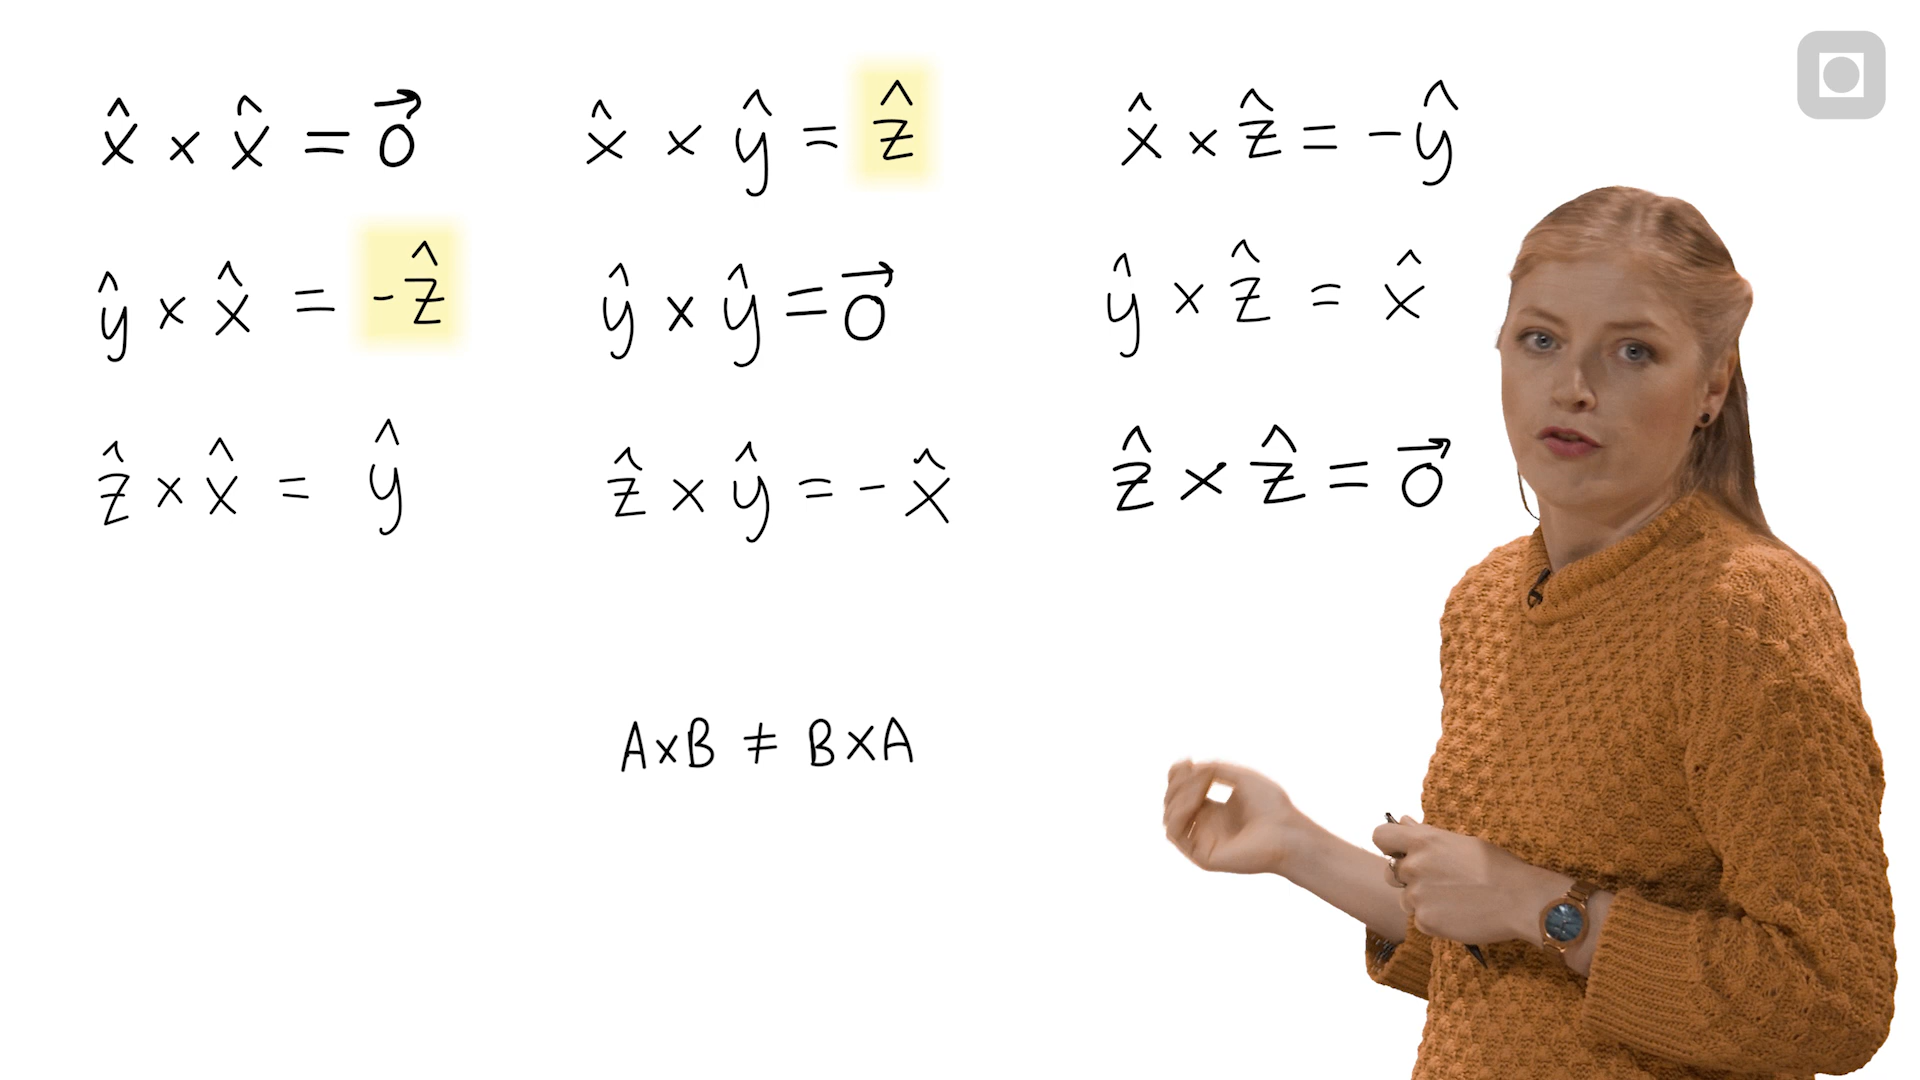 x̂ × x̂ = 0⃗ x̂ × ŷ = ẑ x̂ × ẑ = -ŷ
ŷ × x̂ = -ẑ ŷ × ŷ = 0⃗ ŷ × ẑ = x̂
ẑ × x̂ = ŷ ẑ × ŷ = -x̂ ẑ × ẑ = 0⃗
A×B ≠ B×A